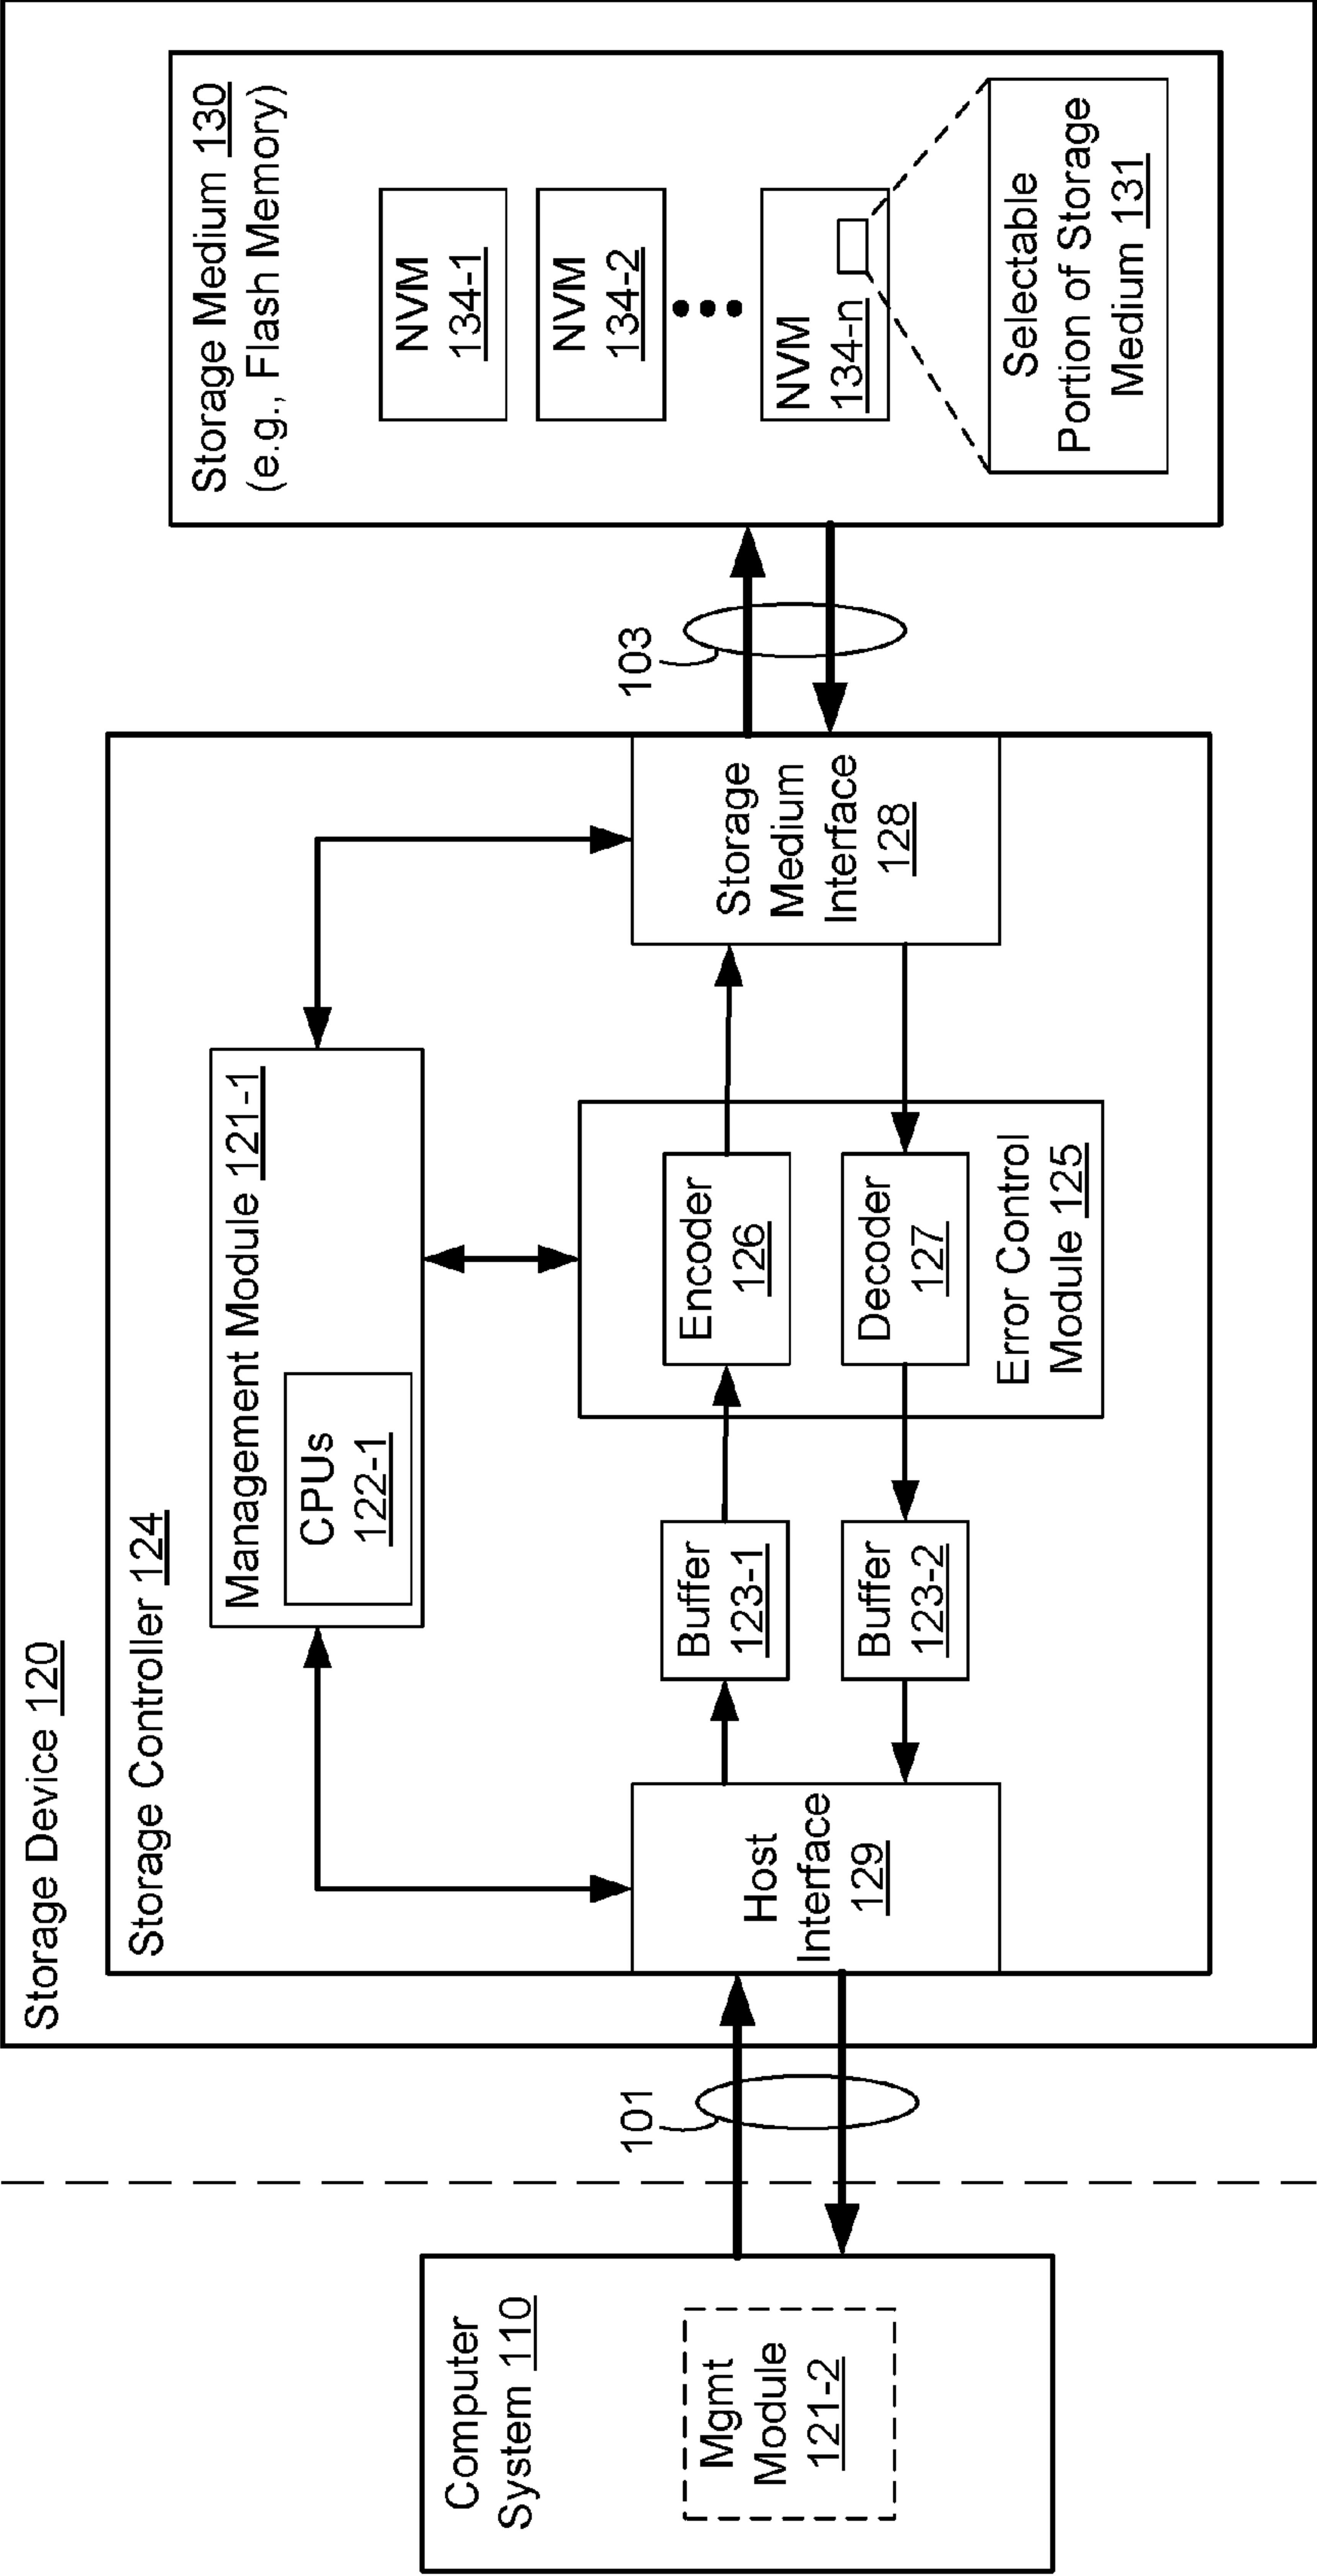 Computer
System 110
Mgmt
Module
121-2
101
Storage Device 120
Storage Controller 124
Management Module 121-1
CPUs
122-1
Host
Interface
129
Buffer
123-1
Buffer
123-2
Encoder
126
Decoder
127
Error Control
Module 125
Storage
Medium
Interface
128
103
Storage Medium 130
(e.g., Flash Memory)
NVM
134-1
NVM
134-2
NVM
134-n
Selectable
Portion of Storage
Medium 131